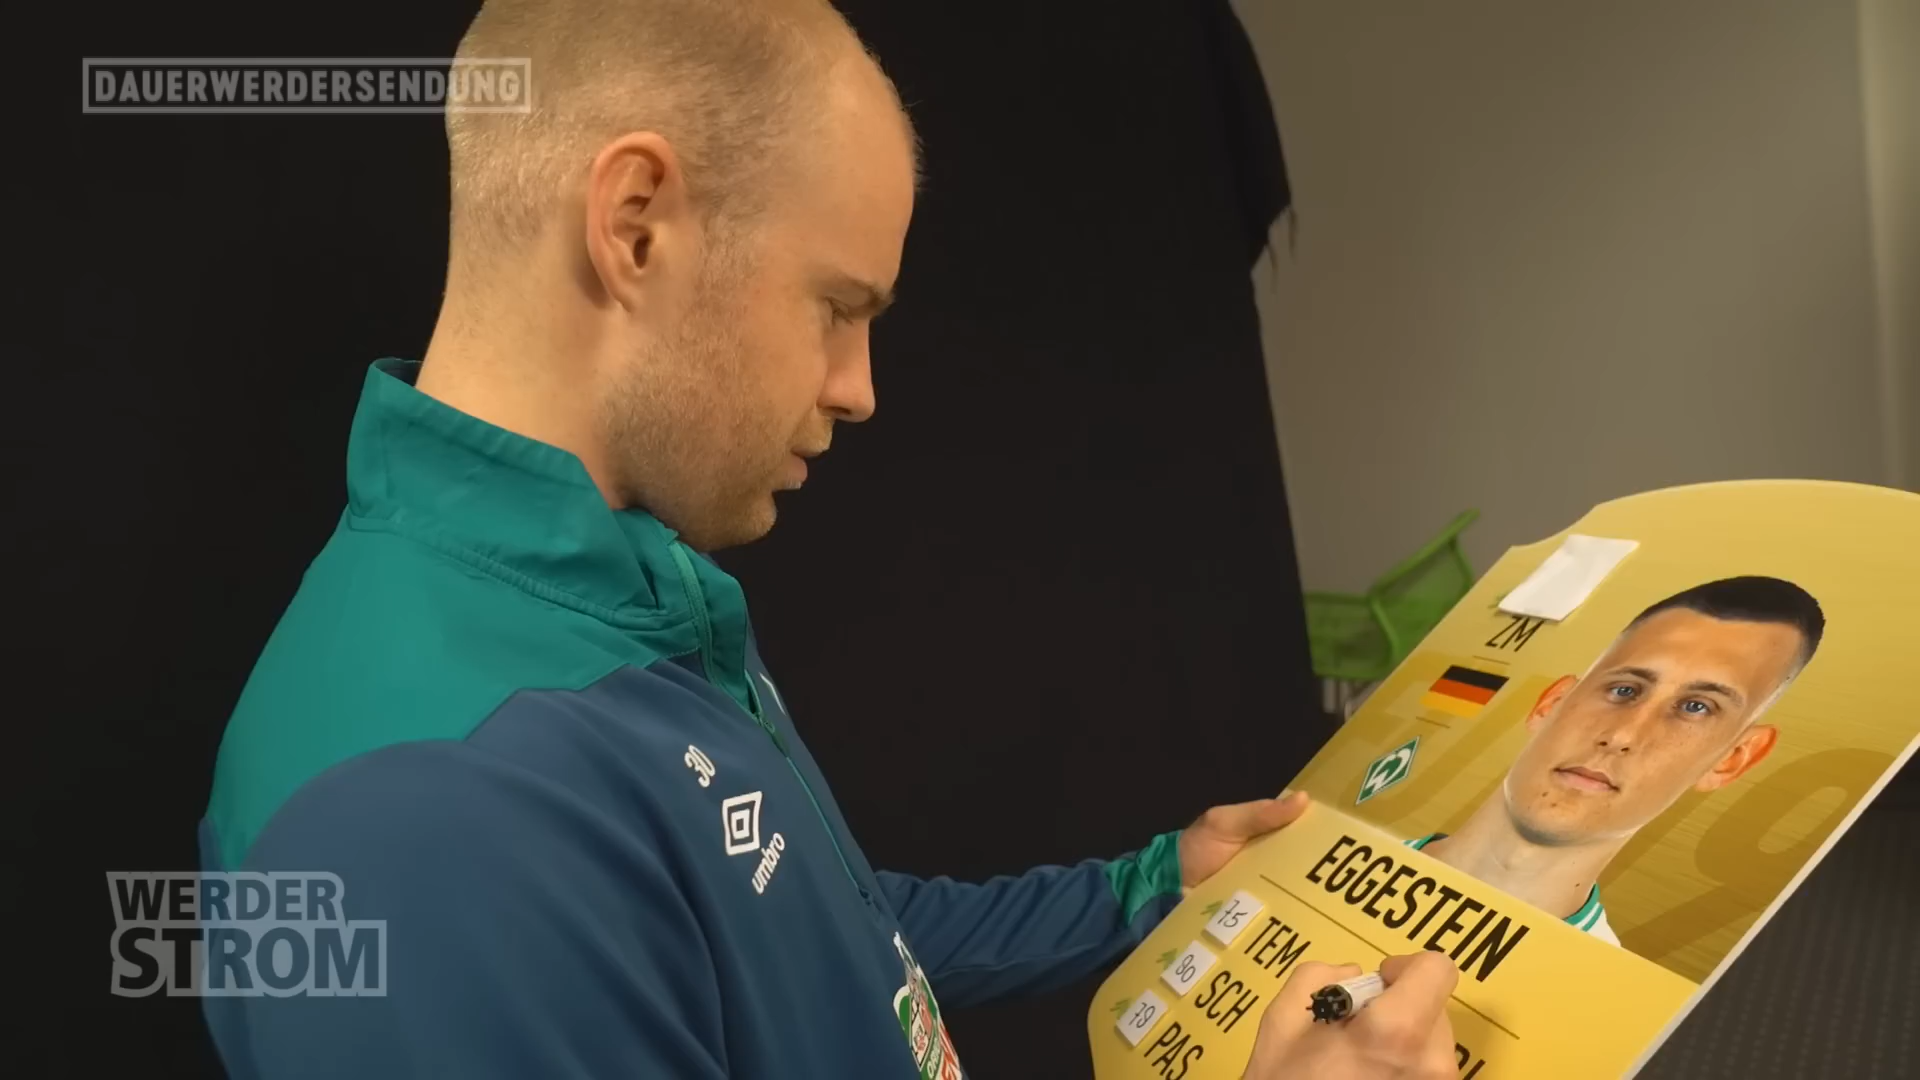 DAUERWERDERSENDUNG
ZM
EGGESTEIN
75 TEM
80 SCH
79 PAS
30
umbro
WERDER
STROM